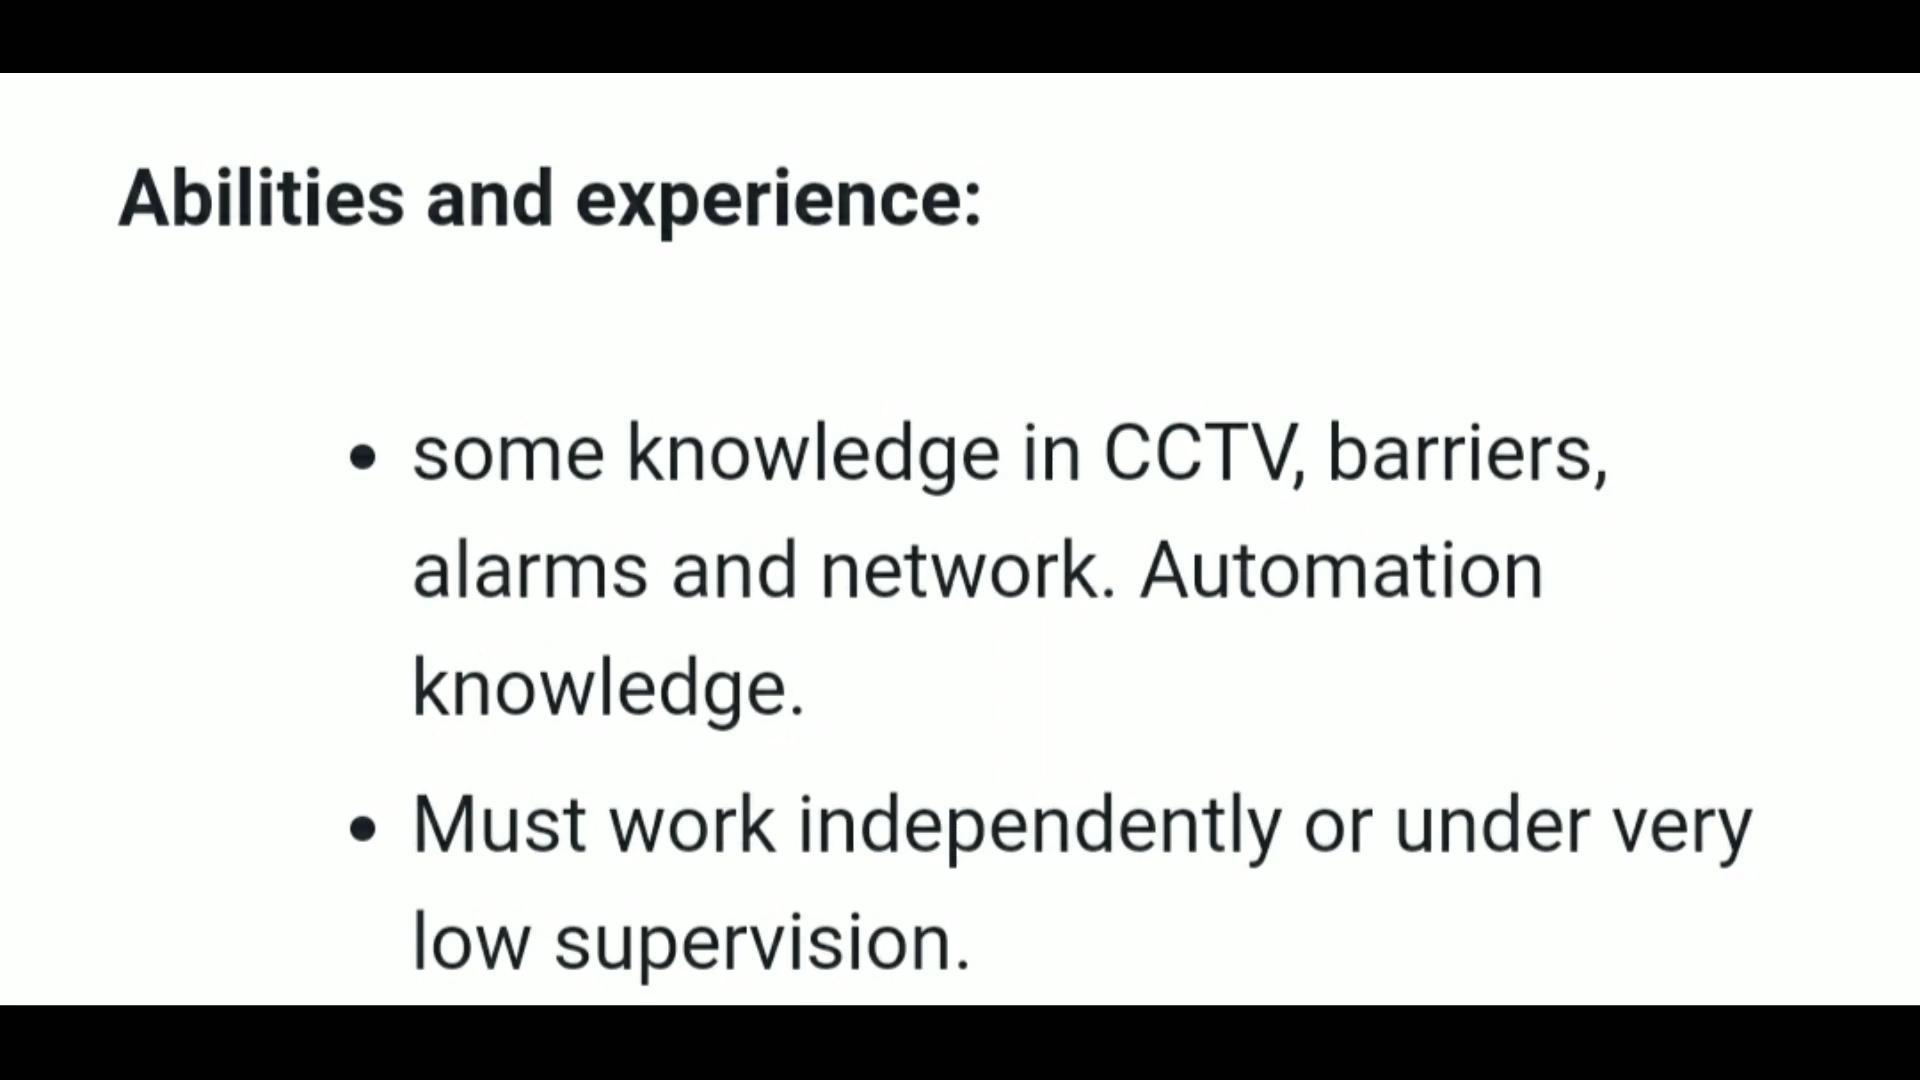 Abilities and experience:
• some knowledge in CCTV, barriers,
alarms and network. Automation
knowledge.
• Must work independently or under very
low supervision.